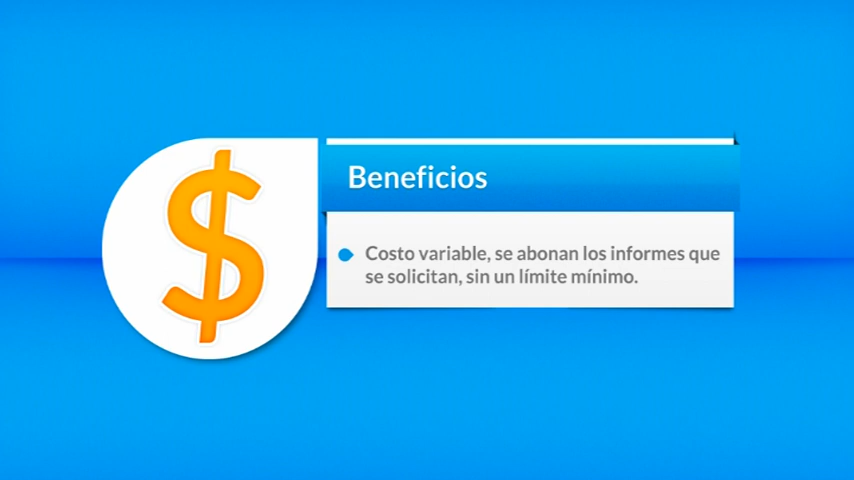 $
Beneficios
Costo variable, se abonan los informes que
se solicitan, sin un límite mínimo.